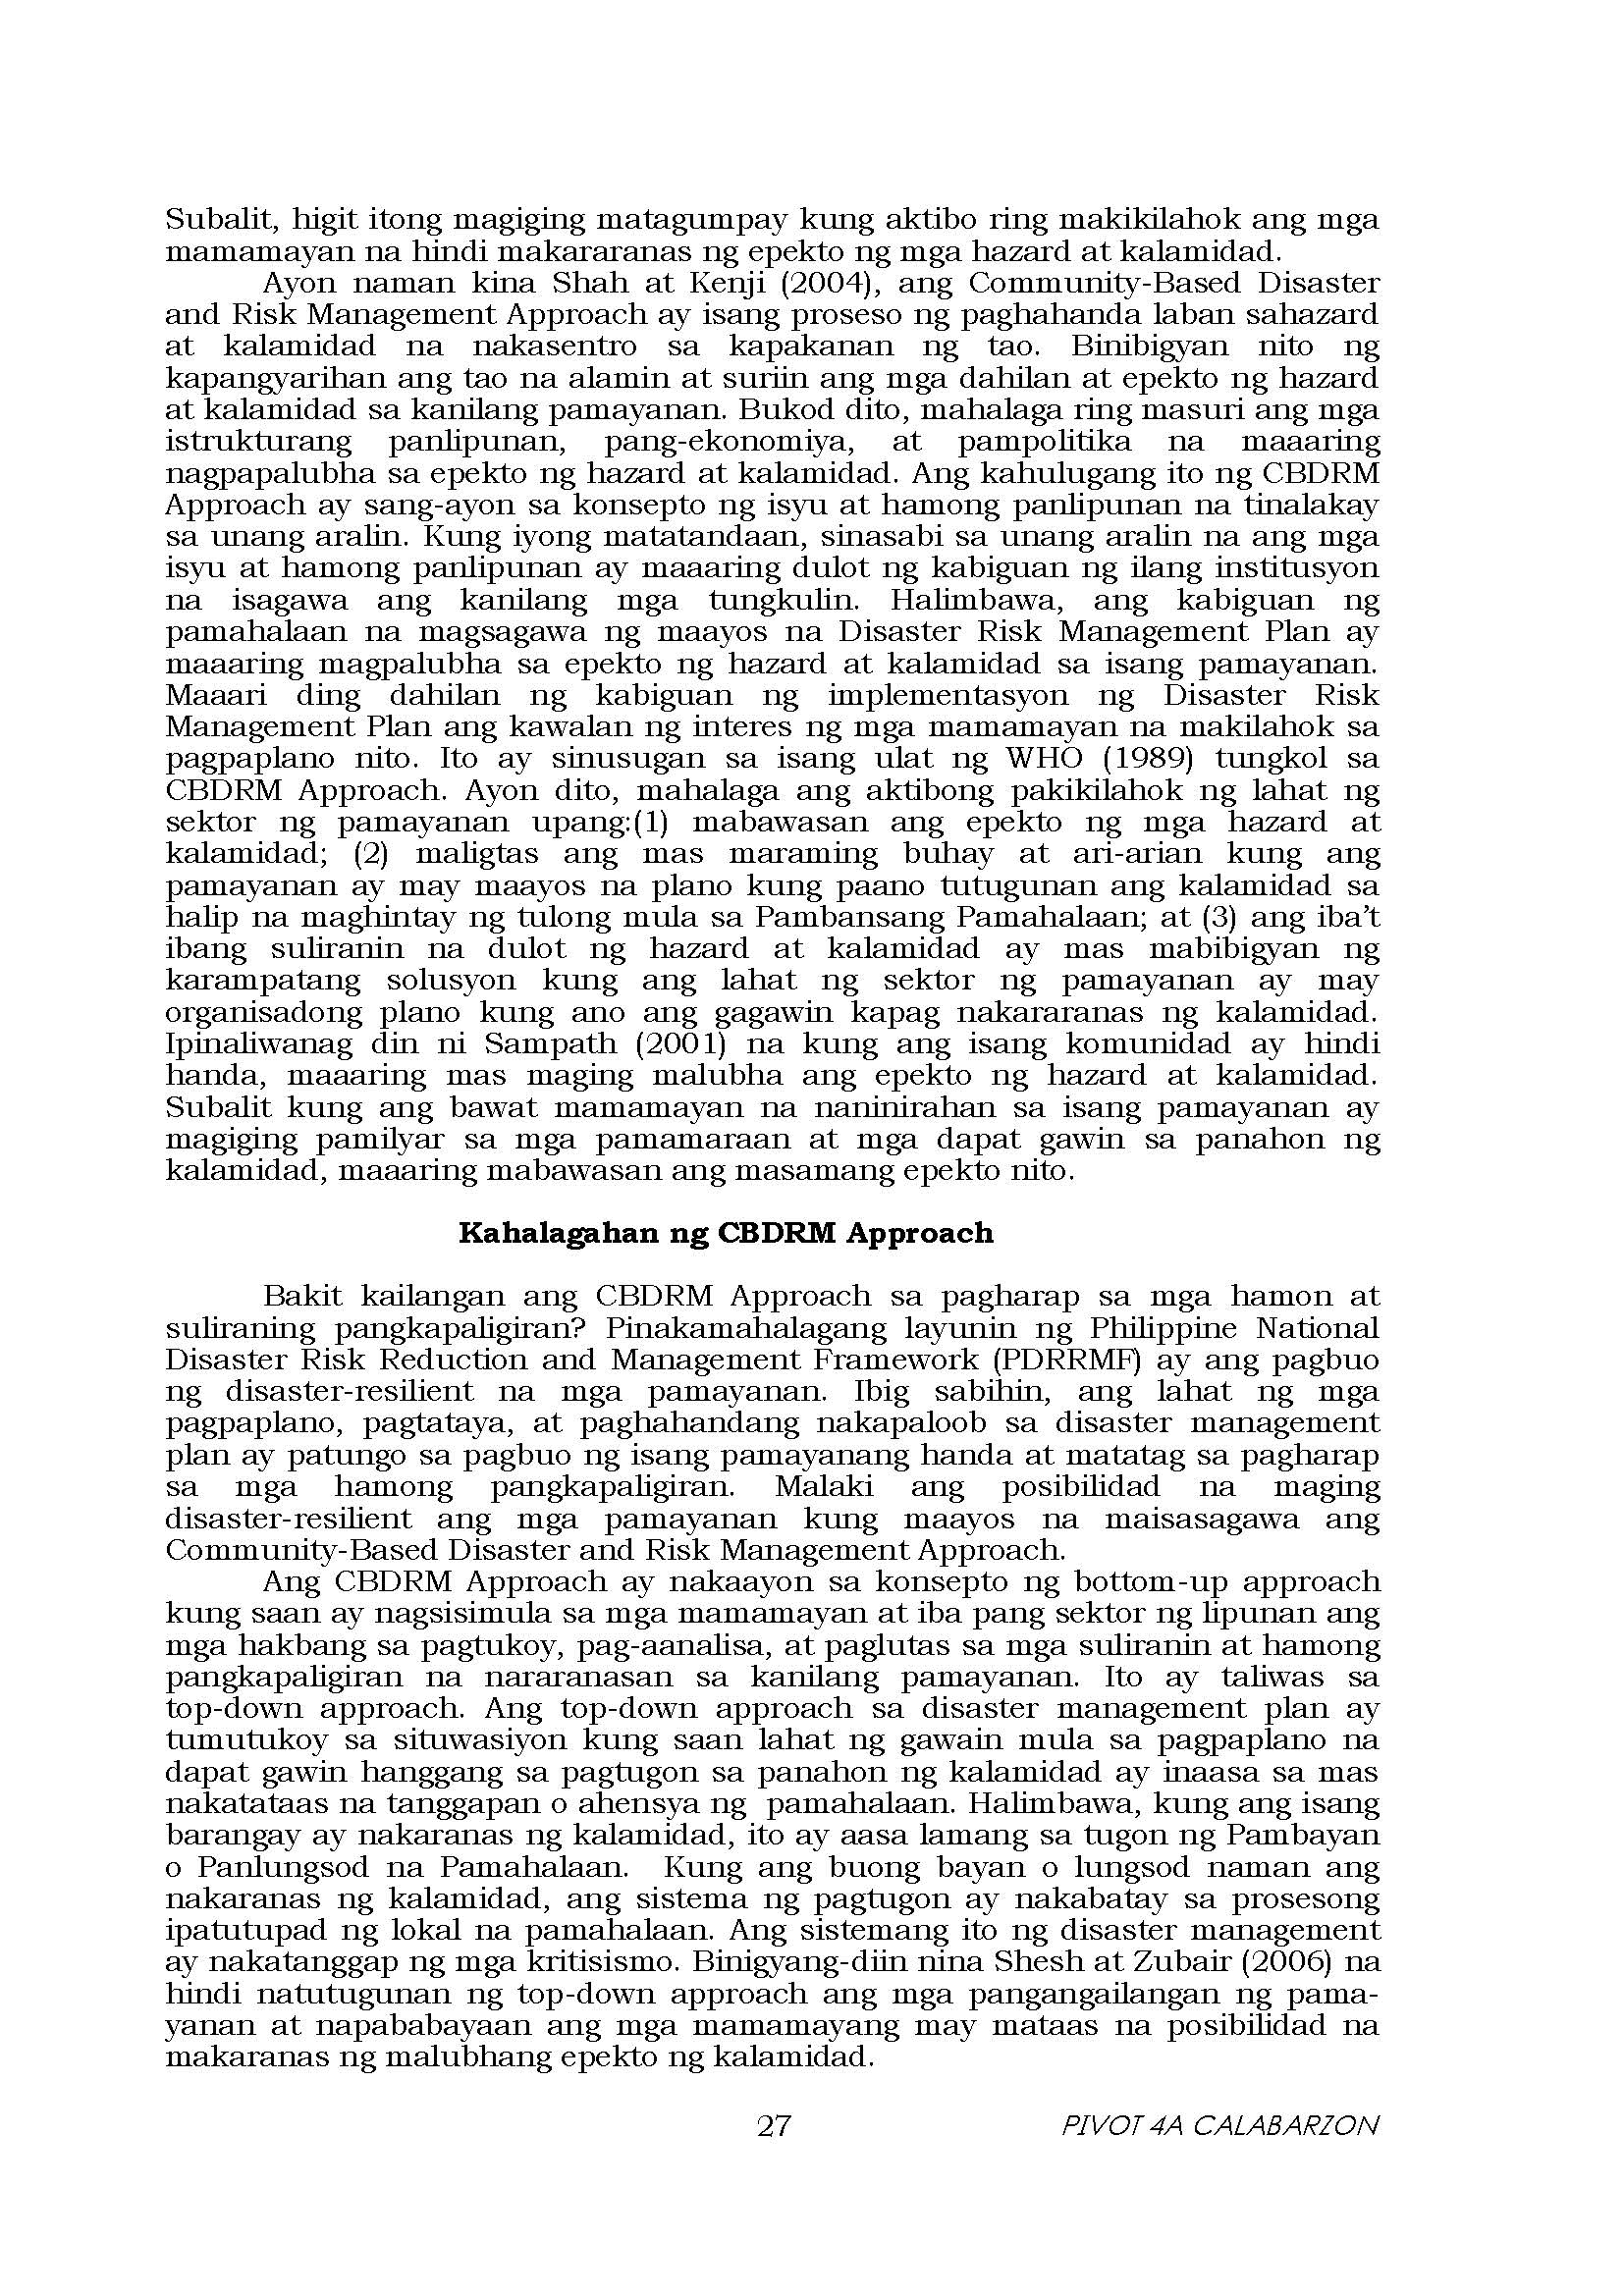 Subalit, higit itong magiging matagumpay kung aktibo ring makikilahok ang mga
mamamayan na hindi makararanas ng epekto ng mga hazard at kalamidad.
Ayon naman kina Shah at Kenji (2004), ang Community-Based Disaster
and Risk Management Approach ay isang proseso ng paghahanda laban sahazard
at kalamidad na nakasentro sa kapakanan ng tao. Binibigyan nito ng
kapangyarihan ang tao na alamin at suriin ang mga dahilan at epekto ng hazard
at kalamidad sa kanilang pamayanan. Bukod dito, mahalaga ring masuri ang mga
istrukturang panlipunan, pang-ekonomiya, at pampolitika na maaaring
nagpapalubha sa epekto ng hazard at kalamidad. Ang kahulugang ito ng CBDRM
Approach ay sang-ayon sa konsepto ng isyu at hamong panlipunan na tinalakay
sa unang aralin. Kung iyong matatandaan, sinasabi sa unang aralin na ang mga
isyu at hamong panlipunan ay maaaring dulot ng kabiguan ng ilang institusyon
na isagawa ang kanilang mga tungkulin. Halimbawa, ang kabiguan ng
pamahalaan na magsagawa ng maayos na Disaster Risk Management Plan ay
maaaring magpalubha sa epekto ng hazard at kalamidad sa isang pamayanan.
Maaari ding dahilan ng kabiguan ng implementasyon ng Disaster Risk
Management Plan ang kawalan ng interes ng mga mamamayan na makilahok sa
pagpaplano nito. Ito ay sinusugan sa isang ulat ng WHO (1989) tungkol sa
CBDRM Approach. Ayon dito, mahalaga ang aktibong pakikilahok ng lahat ng
sektor ng pamayanan upang:(1) mabawasan ang epekto ng mga hazard at
kalamidad; (2) maligtas ang mas maraming buhay at ari-arian kung ang
pamayanan ay may maayos na plano kung paano tutugunan ang kalamidad sa
halip na maghintay ng tulong mula sa Pambansang Pamahalaan; at (3) ang iba’t
ibang suliranin na dulot ng hazard at kalamidad ay mas mabibigyan ng
karampatang solusyon kung ang lahat ng sektor ng pamayanan ay may
organisadong plano kung ano ang gagawin kapag nakararanas ng kalamidad.
Ipinaliwanag din ni Sampath (2001) na kung ang isang komunidad ay hindi
handa, maaaring mas maging malubha ang epekto ng hazard at kalamidad.
Subalit kung ang bawat mamamayan na naninirahan sa isang pamayanan ay
magiging pamilyar sa mga pamamaraan at mga dapat gawin sa panahon ng
kalamidad, maaaring mabawasan ang masamang epekto nito.
Kahalagahan ng CBDRM Approach
Bakit kailangan ang CBDRM Approach sa pagharap sa mga hamon at
suliraning pangkapaligiran? Pinakamahalagang layunin ng Philippine National
Disaster Risk Reduction and Management Framework (PDRRMF) ay ang pagbuo
ng disaster-resilient na mga pamayanan. Ibig sabihin, ang lahat ng mga
pagpaplano, pagtataya, at paghahandang nakapaloob sa disaster management
plan ay patungo sa pagbuo ng isang pamayanang handa at matatag sa pagharap
sa mga hamong pangkapaligiran. Malaki ang posibilidad na maging
disaster-resilient ang mga pamayanan kung maayos na maisasagawa ang
Community-Based Disaster and Risk Management Approach.
Ang CBDRM Approach ay nakaayon sa konsepto ng bottom-up approach
kung saan ay nagsisimula sa mga mamamayan at iba pang sektor ng lipunan ang
mga hakbang sa pagtukoy, pag-aanalisa, at paglutas sa mga suliranin at hamong
pangkapaligiran na nararanasan sa kanilang pamayanan. Ito ay taliwas sa
top-down approach. Ang top-down approach sa disaster management plan ay
tumutukoy sa situwasiyon kung saan lahat ng gawain mula sa pagpaplano na
dapat gawin hanggang sa pagtugon sa panahon ng kalamidad ay inaasa sa mas
nakatataas na tanggapan o ahensya ng  pamahalaan. Halimbawa, kung ang isang
barangay ay nakaranas ng kalamidad, ito ay aasa lamang sa tugon ng Pambayan
o Panlungsod na Pamahalaan.  Kung ang buong bayan o lungsod naman ang
nakaranas ng kalamidad, ang sistema ng pagtugon ay nakabatay sa prosesong
ipatutupad ng lokal na pamahalaan. Ang sistemang ito ng disaster management
ay nakatanggap ng mga kritisismo. Binigyang-diin nina Shesh at Zubair (2006) na
hindi natutugunan ng top-down approach ang mga pangangailangan ng pama-
yanan at napababayaan ang mga mamamayang may mataas na posibilidad na
makaranas ng malubhang epekto ng kalamidad.
27
PIVOT 4A CALABARZON